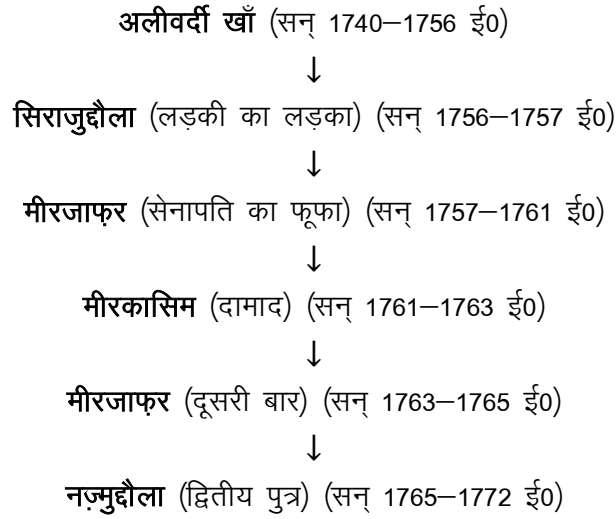 अलीवर्दी खाँ (सन् 1740–1756 ई0)
↓
सिराजुद्दौला (लड़की का लड़का) (सन् 1756–1757 ई0)
↓
मीरजाफ़र (सेनापति का फूफा) (सन् 1757–1761 ई0)
↓
मीरकासिम (दामाद) (सन् 1761–1763 ई0)
↓
मीरजाफ़र (दूसरी बार) (सन् 1763–1765 ई0)
↓
नज़्मुद्दौला (द्वितीय पुत्र) (सन् 1765–1772 ई0)